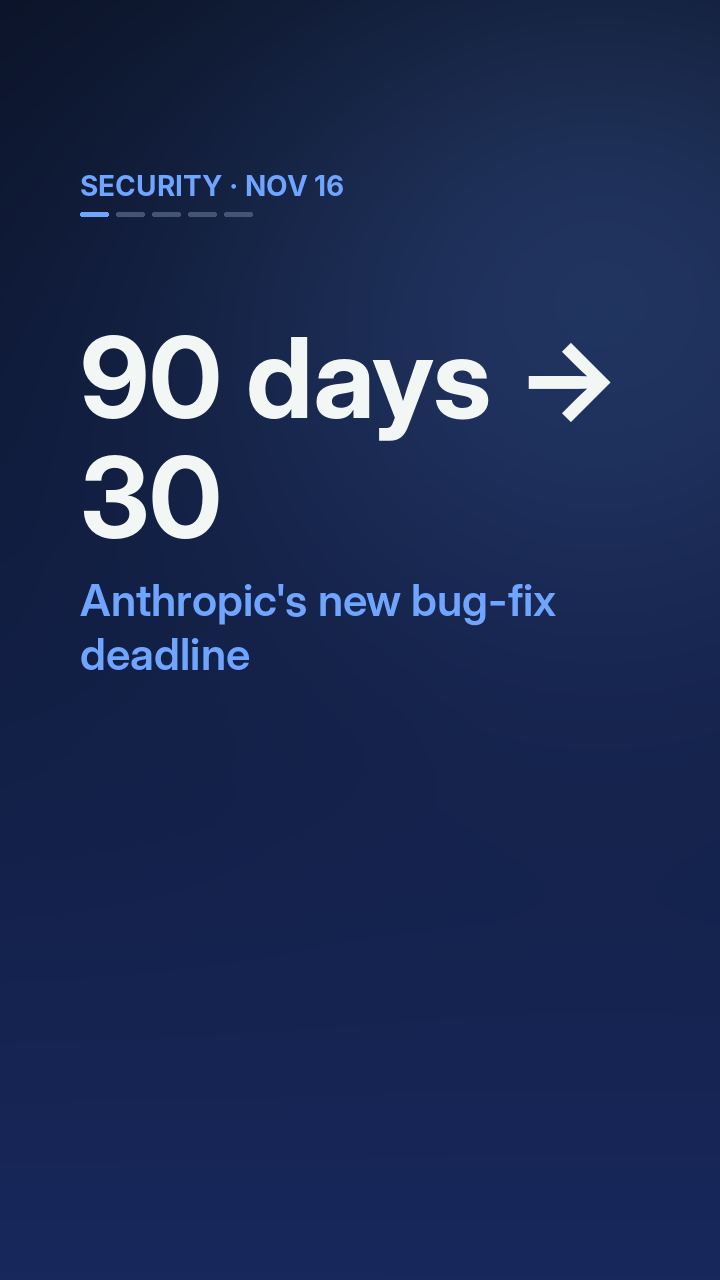 SECURITY · NOV 16
90 days →
30
Anthropic's new bug-fix
deadline